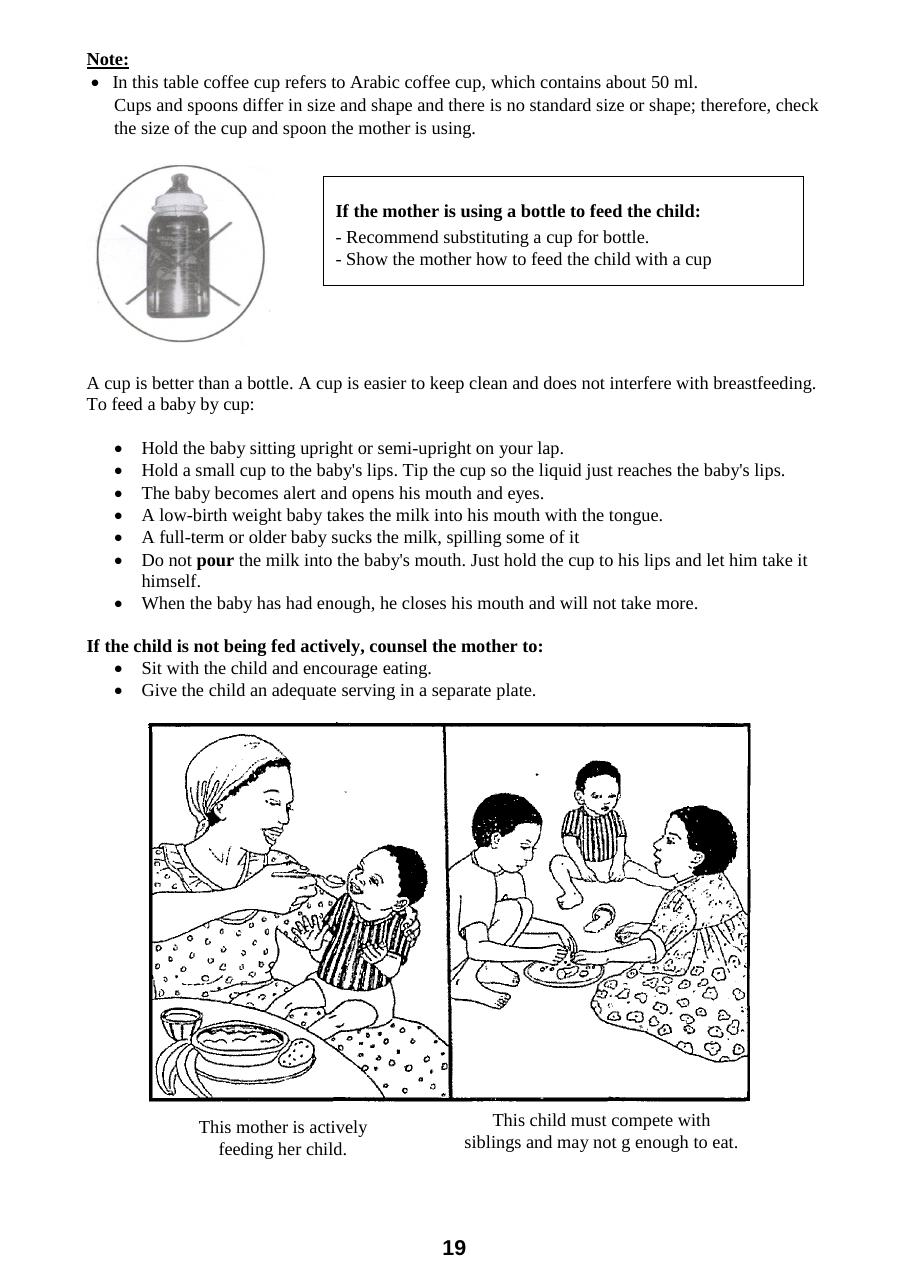 Note:
• In this table coffee cup refers to Arabic coffee cup, which contains about 50 ml.
Cups and spoons differ in size and shape and there is no standard size or shape; therefore, check
the size of the cup and spoon the mother is using.
If the mother is using a bottle to feed the child:
- Recommend substituting a cup for bottle.
- Show the mother how to feed the child with a cup
A cup is better than a bottle. A cup is easier to keep clean and does not interfere with breastfeeding.
To feed a baby by cup:
• Hold the baby sitting upright or semi-upright on your lap.
• Hold a small cup to the baby's lips. Tip the cup so the liquid just reaches the baby's lips.
• The baby becomes alert and opens his mouth and eyes.
• A low-birth weight baby takes the milk into his mouth with the tongue.
• A full-term or older baby sucks the milk, spilling some of it
• Do not pour the milk into the baby's mouth. Just hold the cup to his lips and let him take it
himself.
• When the baby has had enough, he closes his mouth and will not take more.
If the child is not being fed actively, counsel the mother to:
• Sit with the child and encourage eating.
• Give the child an adequate serving in a separate plate.
This mother is actively
feeding her child.
This child must compete with
siblings and may not g enough to eat.
19